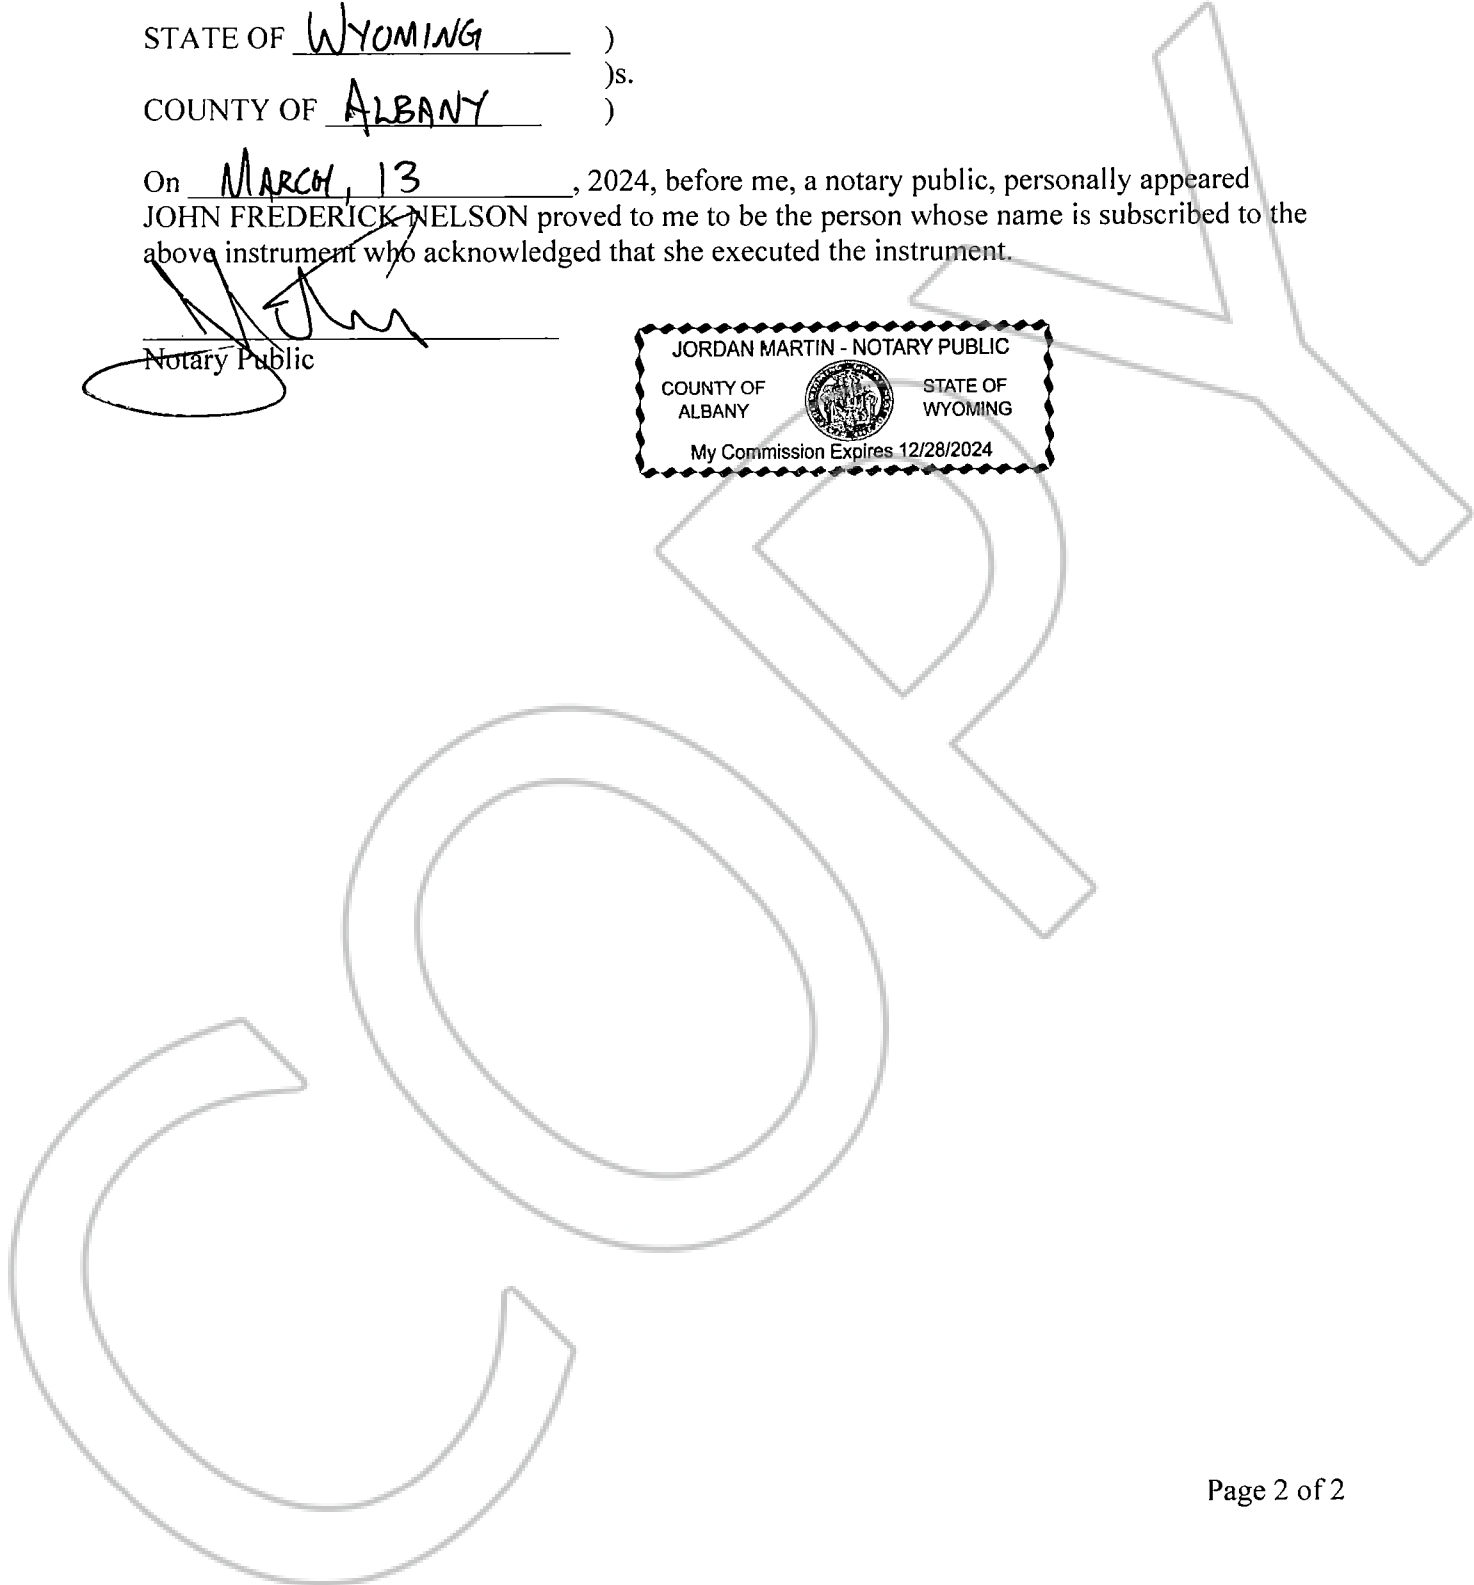 STATE OF WYOMING )
)s.
COUNTY OF ALBANY )
On MARCH, 13, 2024, before me, a notary public, personally appeared
JOHN FREDERICK NELSON proved to me to be the person whose name is subscribed to the
above instrument who acknowledged that she executed the instrument.
Notary Public
JORDAN MARTIN - NOTARY PUBLIC
COUNTY OF STATE OF
ALBANY WYOMING
My Commission Expires 12/28/2024
COPY
Page 2 of 2